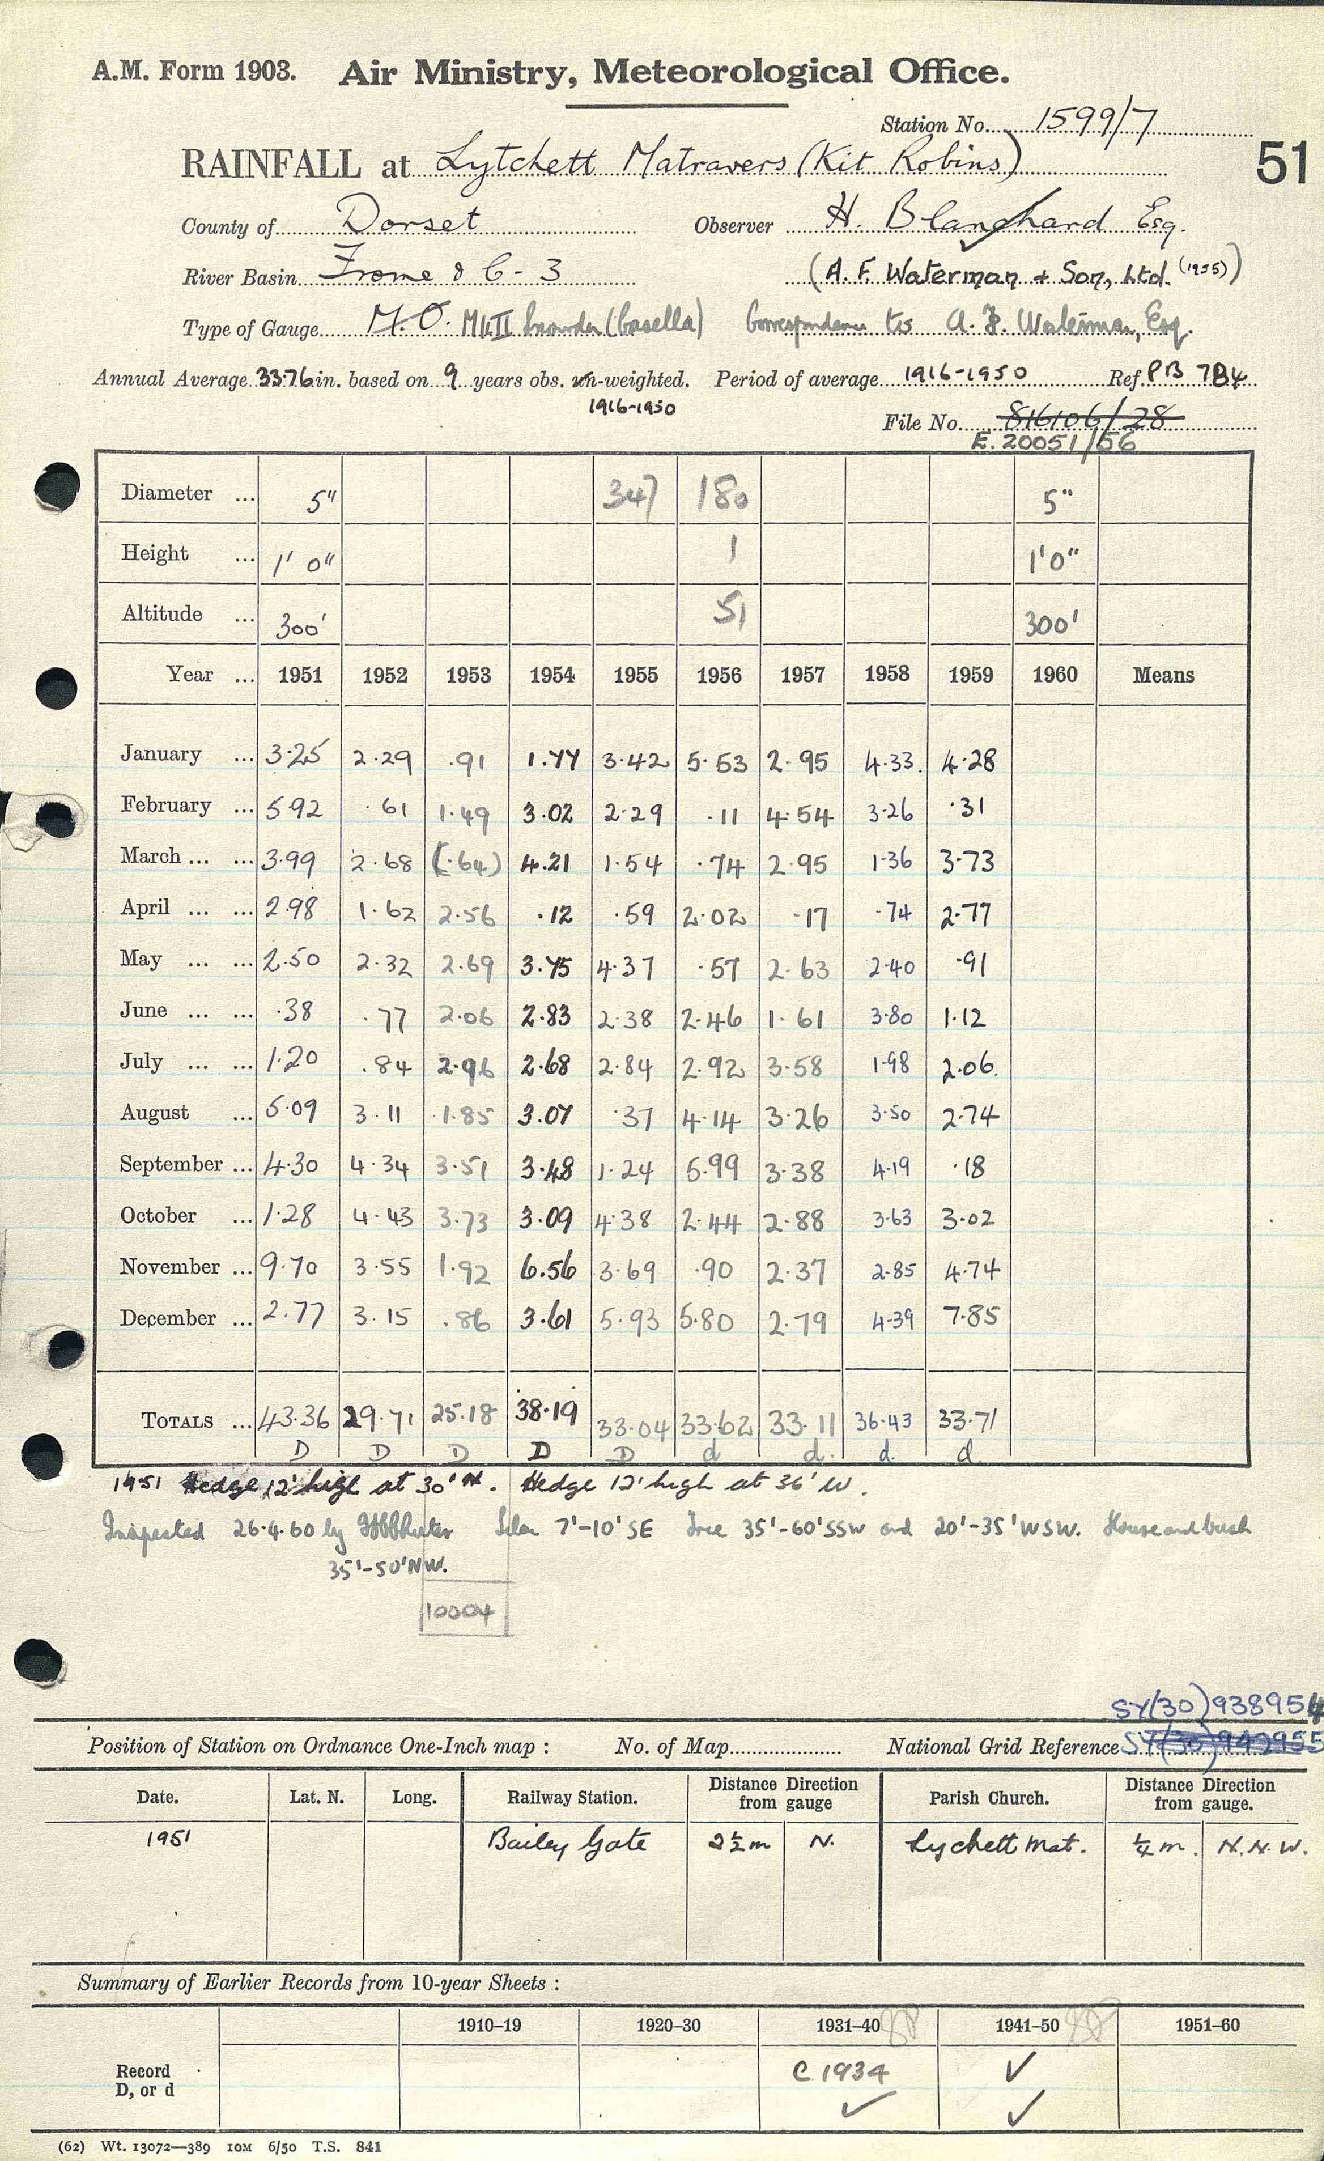 A.M. Form 1903. Air Ministry, Meteorological Office.
Station No. 1599/7
RAINFALL at Lytchett Matravers (Kit Robins) 51
County of Dorset Observer H. Blanchard Esq.
River Basin Frome & C - 3 (A. F. Waterman & Son, Ltd. (1955))
Type of Gauge M.O. Mk II Snowdon (Casella) Correspondence to A. F. Waterman, Esq.
Annual Average 33.76 in. based on 9 years obs. un-weighted. Period of average 1916-1950 Ref. PB 7B4
1916-1950
File No. 816106/28
E.20051/56
Diameter ... 5" 347 180 5"
Height ... 1' 0" 1 1'0"
Altitude ... 300' 51 300'
Year ... 1951 1952 1953 1954 1955 1956 1957 1958 1959 1960 Means
January ... 3.25 2.29 .91 1.77 3.42 5.53 2.95 4.33 4.28
February ... 5.92 .61 1.49 3.02 2.29 .11 4.54 3.26 .31
March ... ... 3.99 2.68 (.64) 4.21 1.54 .74 2.95 1.36 3.73
April ... ... 2.98 1.62 2.56 .12 .59 2.02 .17 .74 2.77
May ... ... 2.50 2.32 2.69 3.75 4.37 .57 2.63 2.40 .91
June ... ... .38 .77 2.06 2.83 2.38 2.46 1.61 3.80 1.12
July ... ... 1.20 .84 2.96 2.68 2.84 2.92 3.58 1.98 2.06
August ... 5.09 3.11 1.85 3.07 .37 4.14 3.26 3.50 2.74
September ... 4.30 4.34 3.51 3.48 1.24 5.99 3.38 4.19 .18
October ... 1.28 4.43 3.73 3.09 4.38 2.44 2.88 3.63 3.02
November ... 9.70 3.55 1.92 6.56 3.69 .90 2.37 2.85 4.74
December ... 2.77 3.15 .86 3.61 5.93 5.80 2.79 4.39 7.85
TOTALS ... 43.36 29.71 25.18 38.19 33.04 33.62 33.11 36.43 33.71
D D D D D d d. d. d.
1951 Hedge 12' high at 30' N. Hedge 12' high at 36' W.
Inspected 26.4.60 by 7'-10' SE Tree 35'-60' SSW and 20'-35' WSW. House and bush
35'-50' NW.
10004
SY(30)938954
Position of Station on Ordnance One-Inch map : No. of Map National Grid Reference SY(30)942955
Date. Lat. N. Long. Railway Station. Distance from gauge Direction Parish Church. Distance from gauge. Direction
1951 Bailey Gate 2½ m N. Lychett Mat. ¼ m. N.N.W.
Summary of Earlier Records from 10-year Sheets :
1910-19 1920-30 1931-40 1941-50 1951-60
Record C 1934 ✓
D, or d ✓ ✓
(62) Wt. 13072—389 10M 6/50 T.S. 841